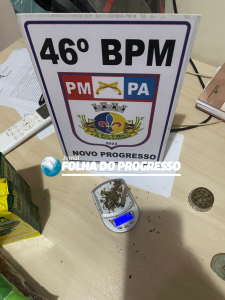 46º BPM
PM PA
NOVO PROGRESSO
FOLHA DO PROGRESSO